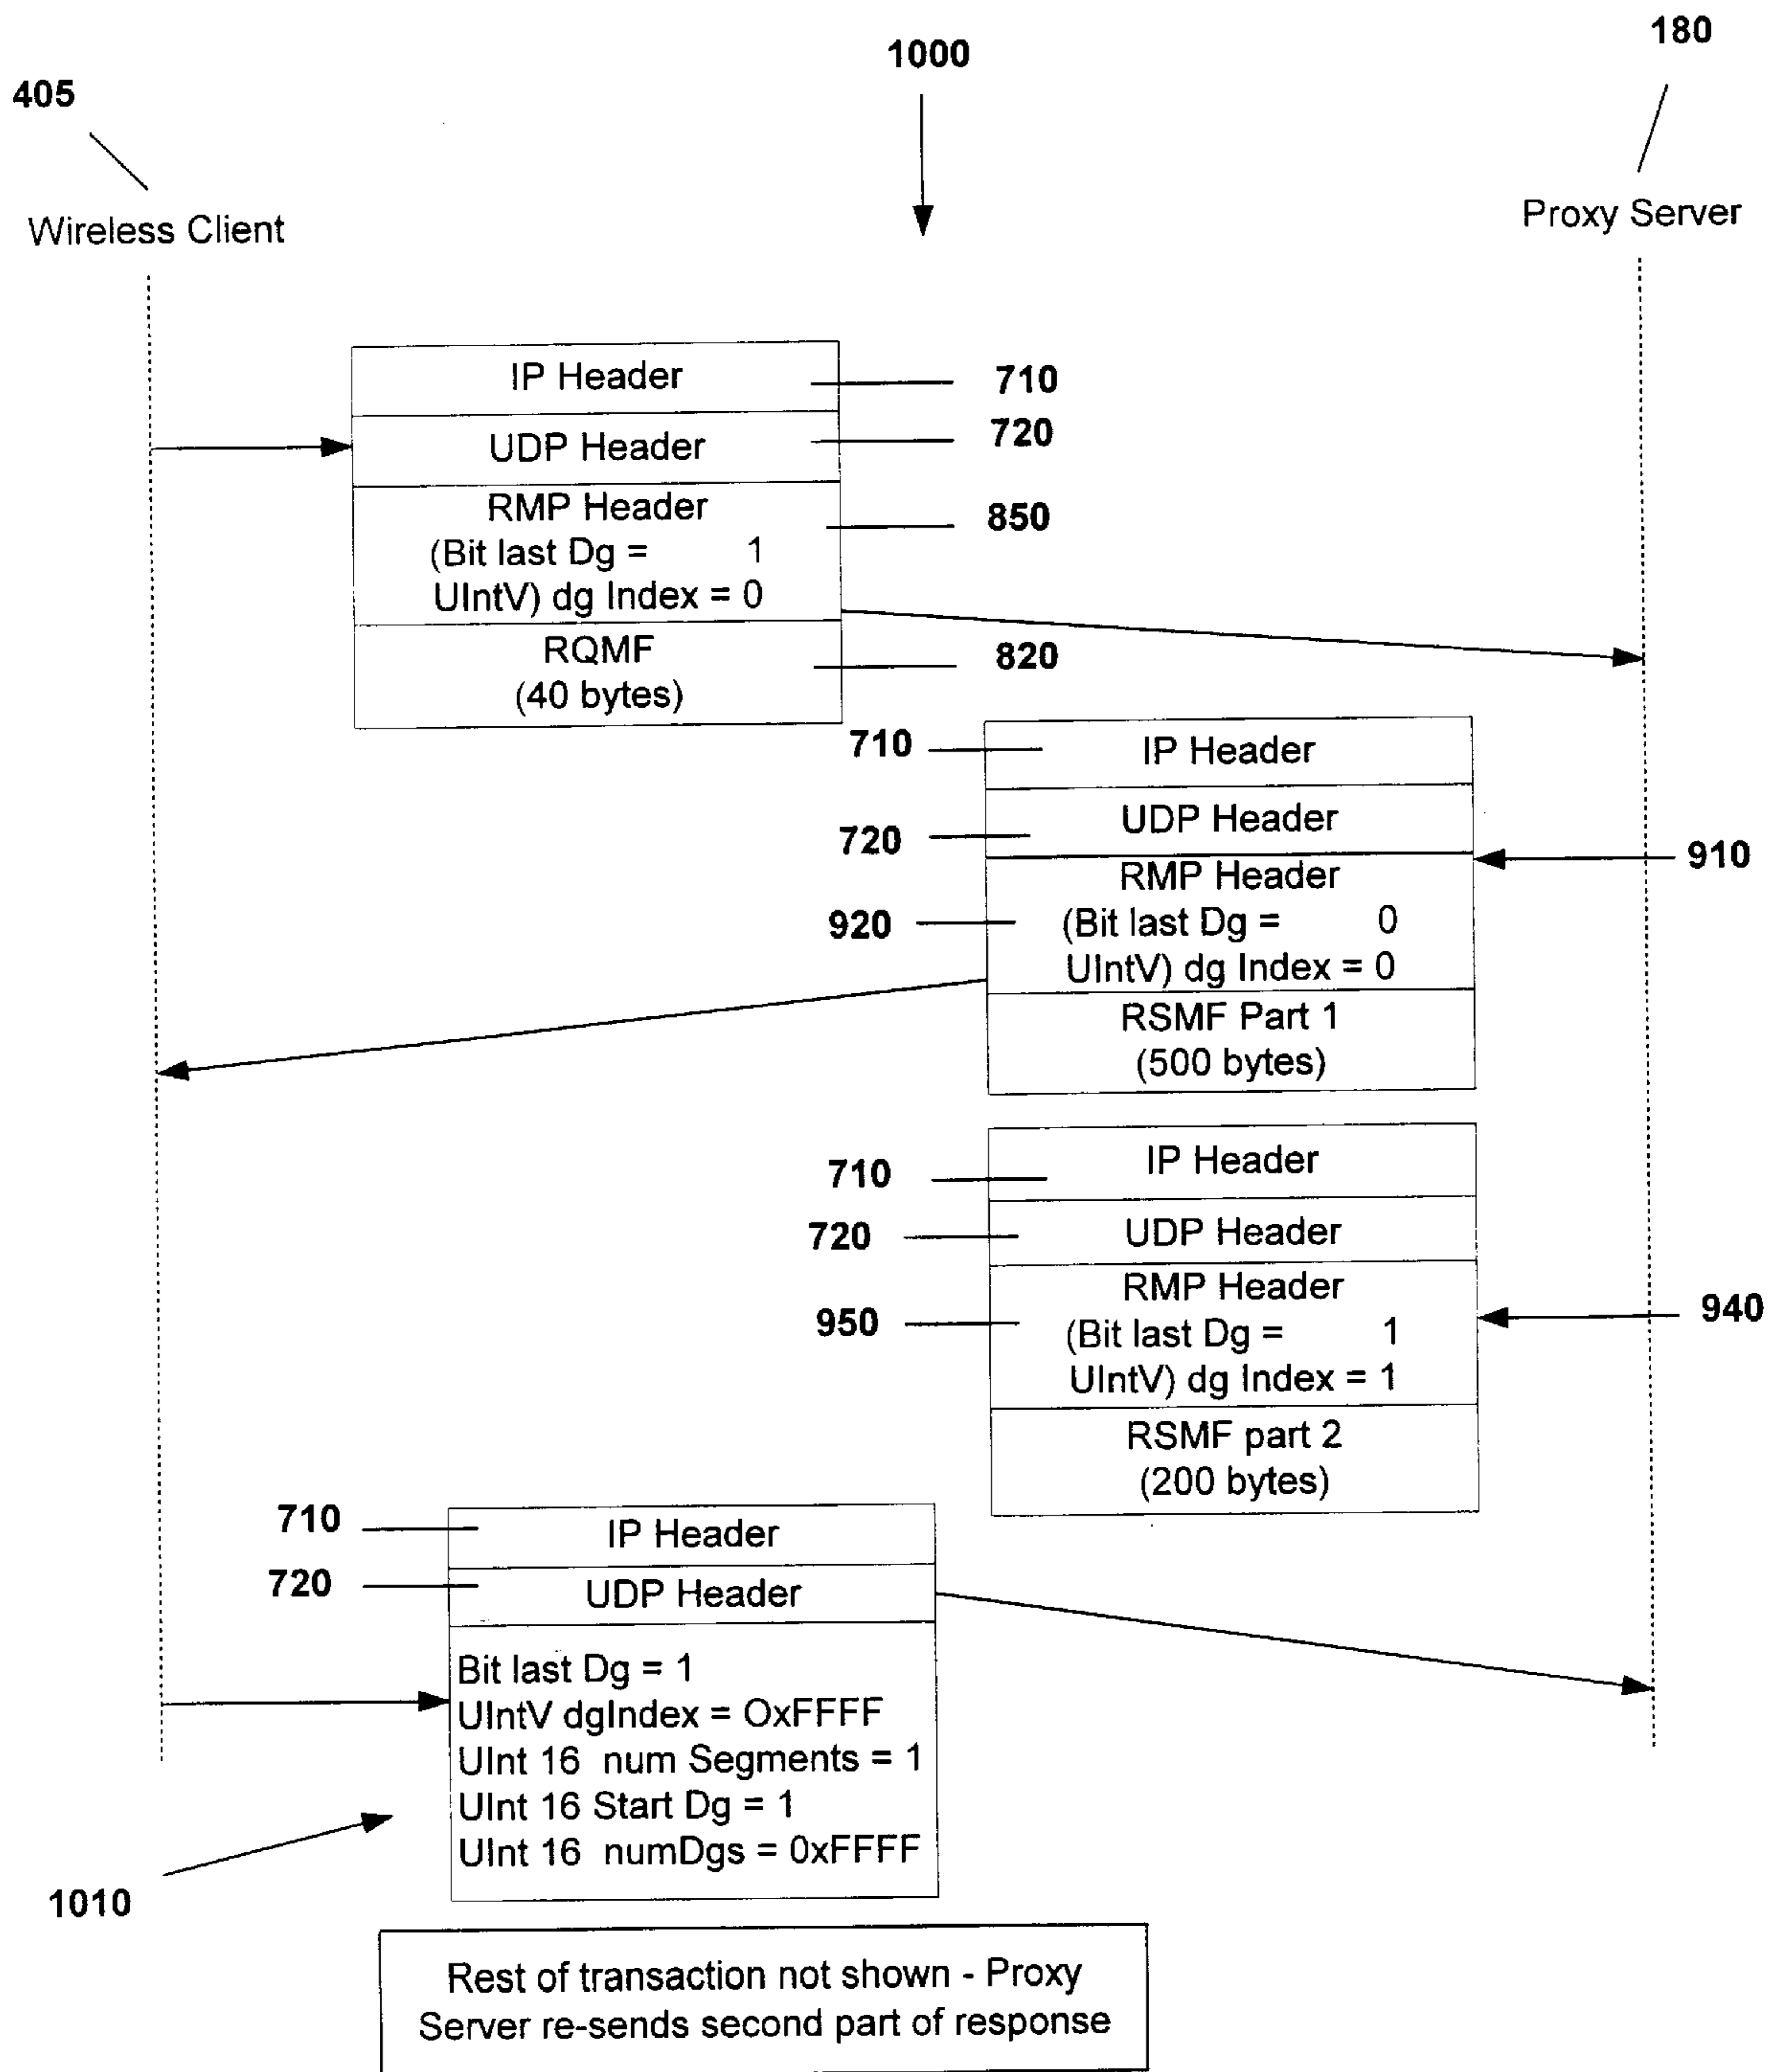 180
1000
405
Wireless Client
Proxy Server
IP Header
710
UDP Header
720
RMP Header
850
(Bit last Dg = 1
UIntV) dg Index = 0
RQMF
820
(40 bytes)
710
IP Header
UDP Header
720
910
RMP Header
920
(Bit last Dg = 0
UIntV) dg Index = 0
RSMF Part 1
(500 bytes)
710
IP Header
720
UDP Header
RMP Header
950
940
(Bit last Dg = 1
UIntV) dg Index = 1
RSMF part 2
(200 bytes)
710
IP Header
720
UDP Header
Bit last Dg = 1
UIntV dgIndex = OxFFFF
UInt 16 num Segments = 1
UInt 16 Start Dg = 1
UInt 16 numDgs = 0xFFFF
1010
Rest of transaction not shown - Proxy
Server re-sends second part of response